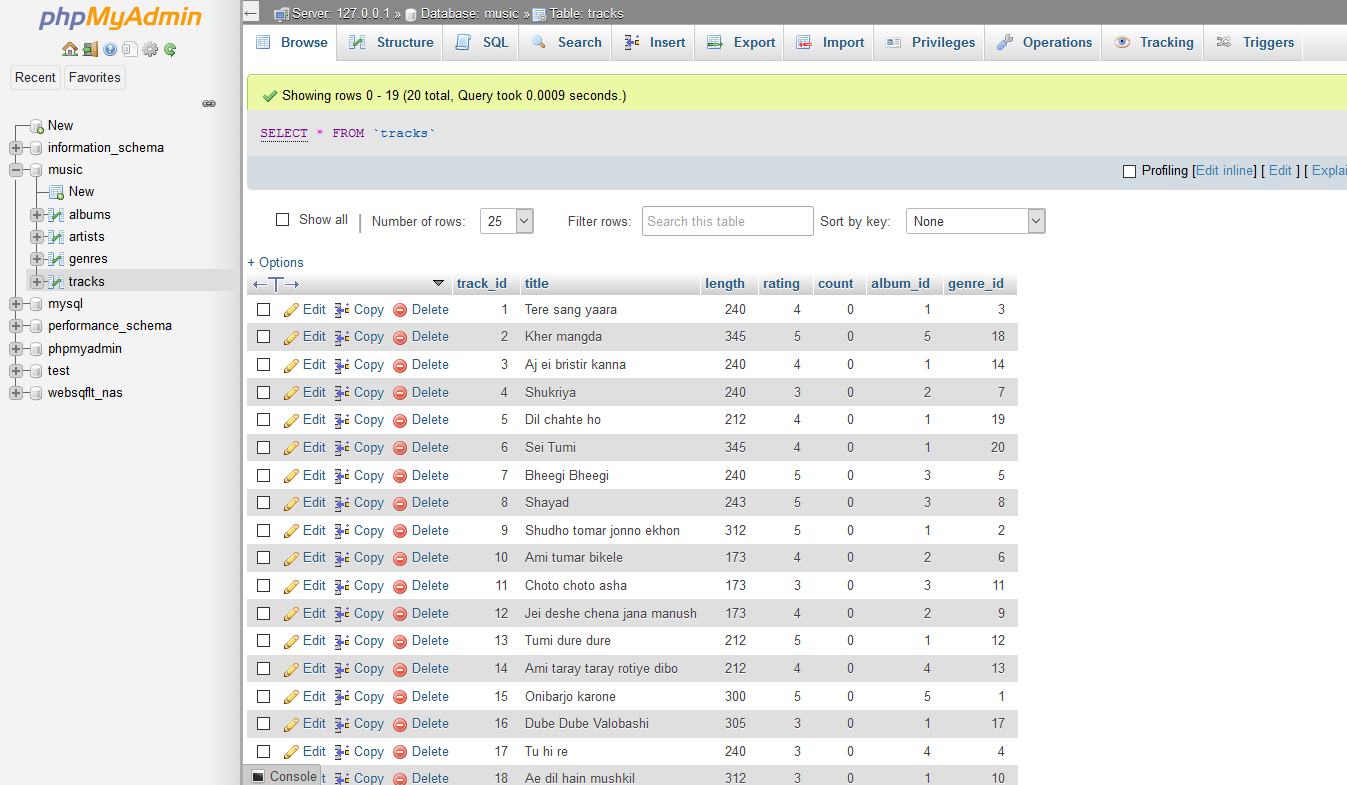 phpMyAdmin
Recent Favorites
New
information_schema
music
New
albums
artists
genres
tracks
mysql
performance_schema
phpmyadmin
test
websqflt_nas
Server: 127.0.0.1 » Database: music » Table: tracks
Browse Structure SQL Search Insert Export Import Privileges Operations Tracking Triggers
Showing rows 0 - 19 (20 total, Query took 0.0009 seconds.)
SELECT * FROM `tracks`
Profiling [Edit inline] [ Edit ] [ Explai
Show all | Number of rows: 25 Filter rows: Search this table Sort by key: None
+ Options
←T→ track_id title length rating count album_id genre_id
Edit Copy Delete 1 Tere sang yaara 240 4 0 1 3
Edit Copy Delete 2 Kher mangda 345 5 0 5 18
Edit Copy Delete 3 Aj ei bristir kanna 240 4 0 1 14
Edit Copy Delete 4 Shukriya 240 3 0 2 7
Edit Copy Delete 5 Dil chahte ho 212 4 0 1 19
Edit Copy Delete 6 Sei Tumi 345 4 0 1 20
Edit Copy Delete 7 Bheegi Bheegi 240 5 0 3 5
Edit Copy Delete 8 Shayad 243 5 0 3 8
Edit Copy Delete 9 Shudho tomar jonno ekhon 312 5 0 1 2
Edit Copy Delete 10 Ami tumar bikele 173 4 0 2 6
Edit Copy Delete 11 Choto choto asha 173 3 0 3 11
Edit Copy Delete 12 Jei deshe chena jana manush 173 4 0 2 9
Edit Copy Delete 13 Tumi dure dure 212 5 0 1 12
Edit Copy Delete 14 Ami taray taray rotiye dibo 212 4 0 4 13
Edit Copy Delete 15 Onibarjo karone 300 5 0 5 1
Edit Copy Delete 16 Dube Dube Valobashi 305 3 0 1 17
Edit Copy Delete 17 Tu hi re 240 3 0 4 4
Console t Copy Delete 18 Ae dil hain mushkil 312 3 0 1 10